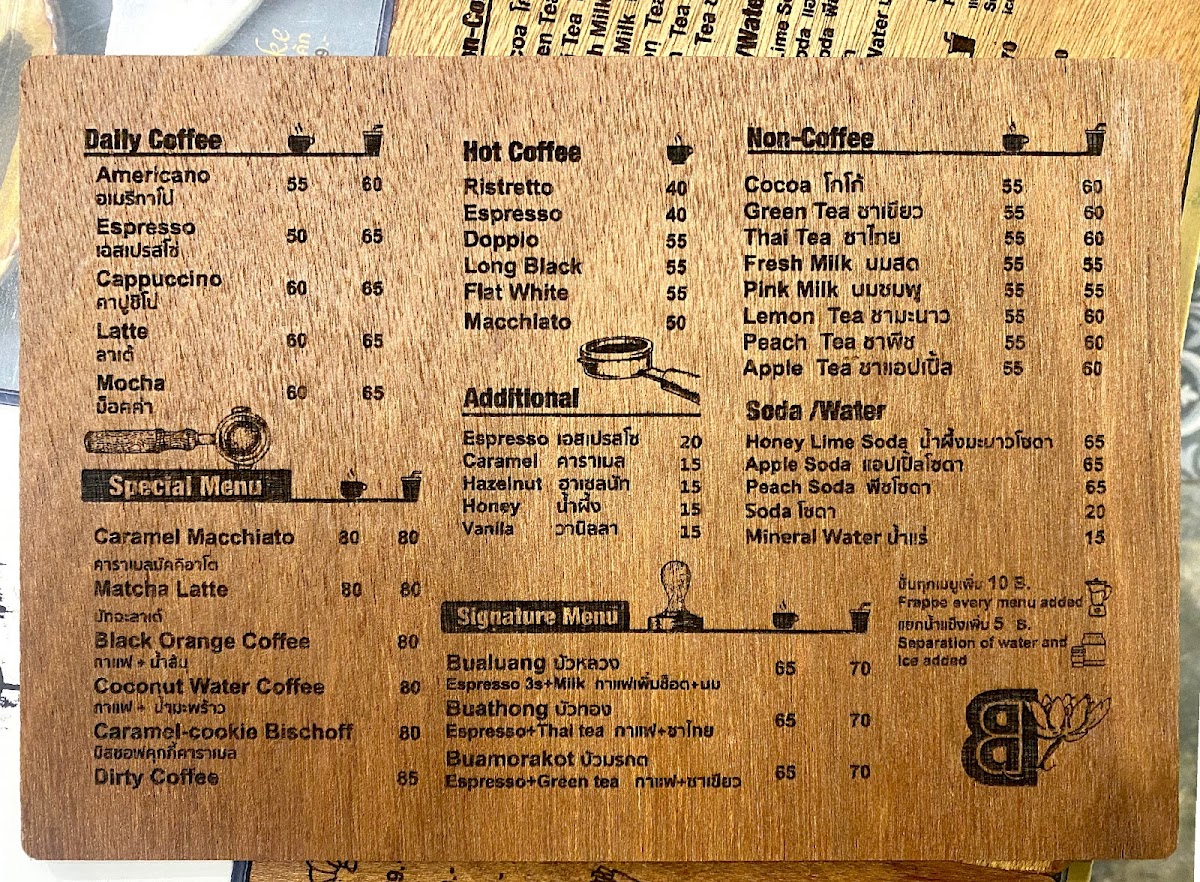 Daily Coffee
Americano 55 60
อเมริกาโน่
Espresso 50 65
เอสเปรสโซ่
Cappuccino 60 65
คาปูชิโน่
Latte 60 65
ลาเต้
Mocha 60 65
ม็อคค่า
Special Menu
Caramel Macchiato 80 80
คาราเมลมัคคิอาโต
Matcha Latte 80 80
มัทฉะลาเต้
Black Orange Coffee 80
กาแฟ + น้ำส้ม
Coconut Water Coffee 80
กาแฟ + น้ำมะพร้าว
Caramel-cookie Bischoff 80
บิสชอฟคุกกี้คาราเมล
Dirty Coffee 85
Hot Coffee
Ristretto 40
Espresso 40
Doppio 55
Long Black 55
Flat White 55
Macchiato 50
Additional
Espresso เอสเปรสโซ 20
Caramel คาราเมล 15
Hazelnut ฮาเซลนัท 15
Honey น้ำผึ้ง 15
Vanila วานิลลา 15
Signature Menu
Bualuang บัวหลวง 65 70
Espresso 3s+Milk กาแฟเพิ่มช็อต+นม
Buathong บัวทอง 65 70
Espresso+Thai tea กาแฟ+ชาไทย
Buamorakot บัวมรกต 65 70
Espresso+Green tea กาแฟ+ชาเขียว
Non-Coffee
Cocoa โกโก้ 55 60
Green Tea ชาเขียว 55 60
Thai Tea ชาไทย 55 60
Fresh Milk นมสด 55 55
Pink Milk นมชมพู 55 55
Lemon Tea ชามะนาว 55 60
Peach Tea ชาพีช 55 60
Apple Tea ชาแอปเปิ้ล 55 60
Soda /Water
Honey Lime Soda น้ำผึ้งมะนาวโซดา 65
Apple Soda แอปเปิ้ลโซดา 65
Peach Soda พีชโซดา 65
Soda โซดา 20
Mineral Water น้ำแร่ 15
ปั่นทุกเมนูเพิ่ม 10 บ.
Frappe every menu added
แยกน้ำแข็งเพิ่ม 5 บ.
Separation of water and
ice added